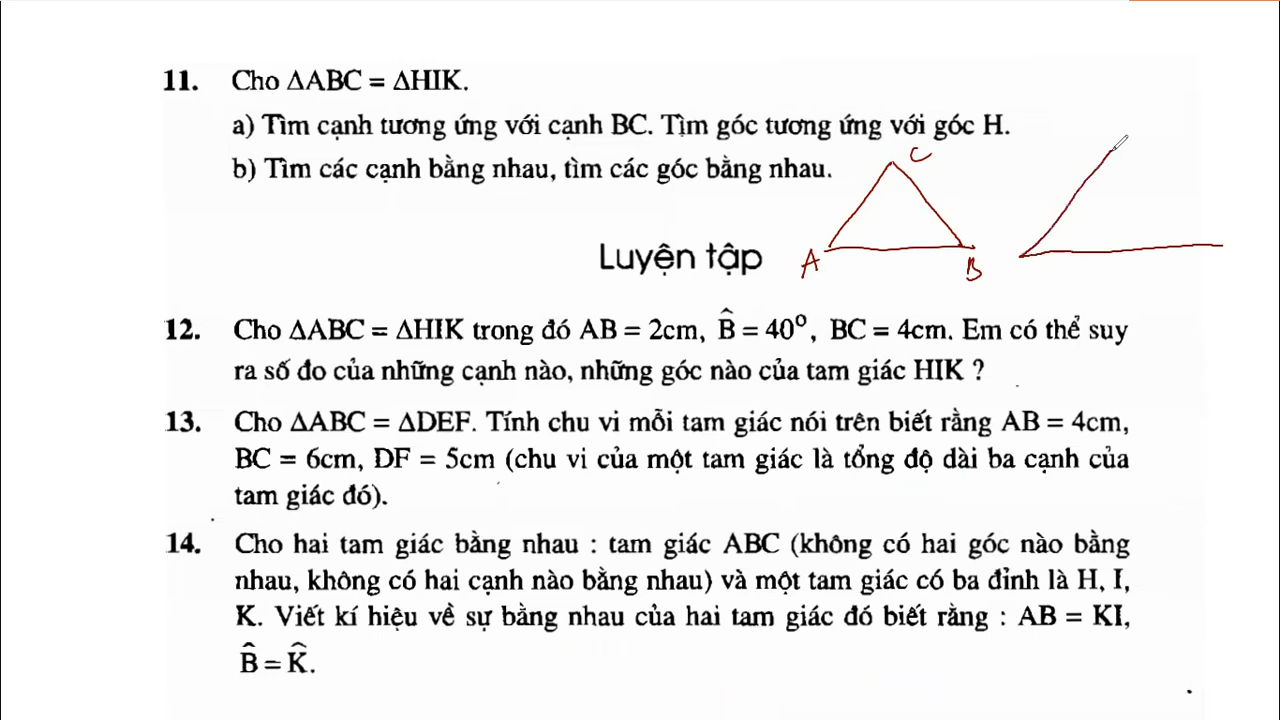 11. Cho ΔABC = ΔHIK.
a) Tìm cạnh tương ứng với cạnh BC. Tìm góc tương ứng với góc H.
b) Tìm các cạnh bằng nhau, tìm các góc bằng nhau.
C
A
B
Luyện tập
12. Cho ΔABC = ΔHIK trong đó AB = 2cm, B̂ = 40°, BC = 4cm. Em có thể suy
ra số đo của những cạnh nào, những góc nào của tam giác HIK ?
13. Cho ΔABC = ΔDEF. Tính chu vi mỗi tam giác nói trên biết rằng AB = 4cm,
BC = 6cm, DF = 5cm (chu vi của một tam giác là tổng độ dài ba cạnh của
tam giác đó).
14. Cho hai tam giác bằng nhau : tam giác ABC (không có hai góc nào bằng
nhau, không có hai cạnh nào bằng nhau) và một tam giác có ba đỉnh là H, I,
K. Viết kí hiệu về sự bằng nhau của hai tam giác đó biết rằng : AB = KI,
B̂ = K̂.